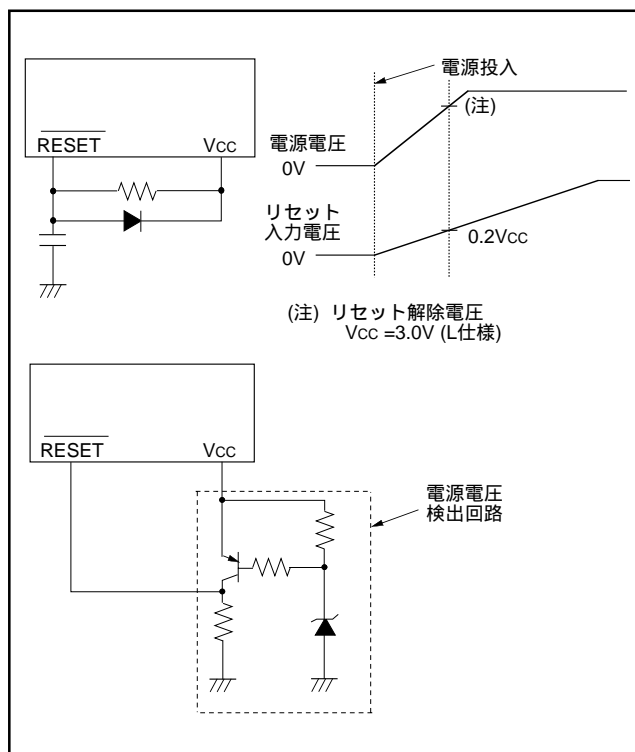 電源投入
(注)
RESET VCC
電源電圧
0V
リセット
入力電圧
0V
0.2VCC
(注) リセット解除電圧
VCC =3.0V (L仕様)
RESET VCC
電源電圧
検出回路